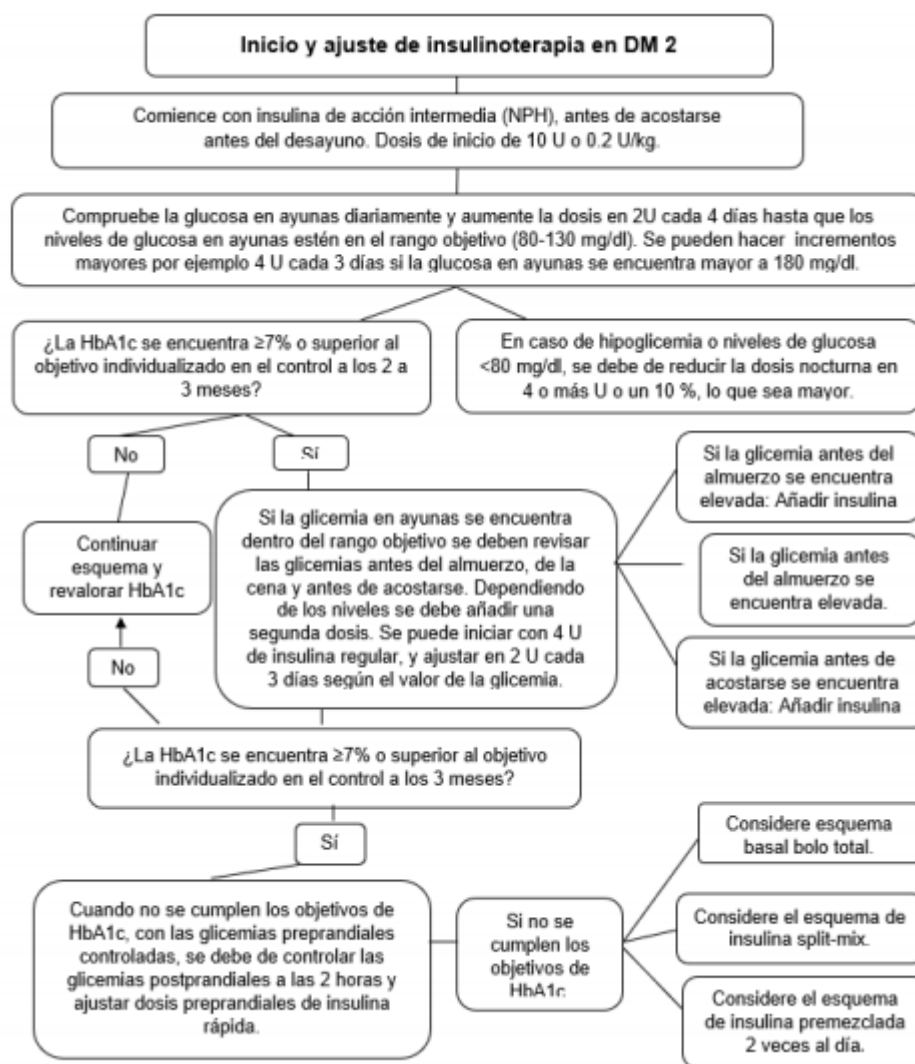 Inicio y ajuste de insulinoterapia en DM 2
Comience con insulina de acción intermedia (NPH), antes de acostarse
antes del desayuno. Dosis de inicio de 10 U o 0.2 U/kg.
Compruebe la glucosa en ayunas diariamente y aumente la dosis en 2U cada 4 días hasta que los
niveles de glucosa en ayunas estén en el rango objetivo (80-130 mg/dl). Se pueden hacer incrementos
mayores por ejemplo 4 U cada 3 días si la glucosa en ayunas se encuentra mayor a 180 mg/dl.
¿La HbA1c se encuentra ≥7% o superior al
objetivo individualizado en el control a los 2 a
3 meses?
En caso de hipoglicemia o niveles de glucosa
<80 mg/dl, se debe de reducir la dosis nocturna en
4 o más U o un 10 %, lo que sea mayor.
No
Sí
Continuar
esquema y
revalorar HbA1c
Si la glicemia en ayunas se encuentra
dentro del rango objetivo se deben revisar
las glicemias antes del almuerzo, de la
cena y antes de acostarse. Dependiendo
de los niveles se debe añadir una
segunda dosis. Se puede iniciar con 4 U
de insulina regular, y ajustar en 2 U cada
3 días según el valor de la glicemia.
Si la glicemia antes del
almuerzo se encuentra
elevada: Añadir insulina
Si la glicemia antes
del almuerzo se
encuentra elevada.
Si la glicemia antes de
acostarse se encuentra
elevada: Añadir insulina
No
¿La HbA1c se encuentra ≥7% o superior al objetivo
individualizado en el control a los 3 meses?
Sí
Cuando no se cumplen los objetivos de
HbA1c, con las glicemias preprandiales
controladas, se debe de controlar las
glicemias postprandiales a las 2 horas y
ajustar dosis preprandiales de insulina
rápida.
Si no se
cumplen los
objetivos de
HbA1c
Considere esquema
basal bolo total.
Considere el esquema de
insulina split-mix.
Considere el esquema
de insulina premezclada
2 veces al día.